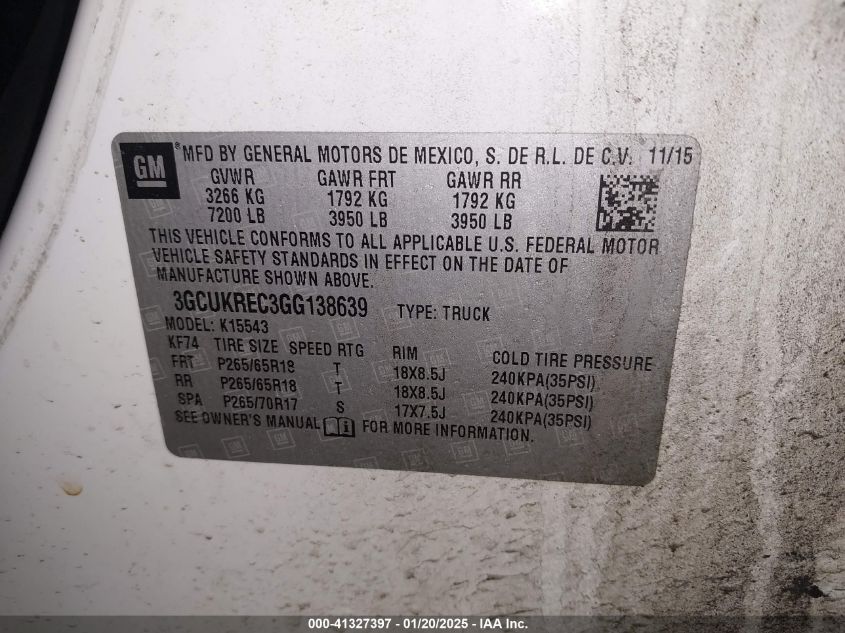 GM ® MFD BY GENERAL MOTORS DE MEXICO, S. DE R.L. DE C.V. 11/15
GVWR GAWR FRT GAWR RR
3266 KG 1792 KG 1792 KG
7200 LB 3950 LB 3950 LB
THIS VEHICLE CONFORMS TO ALL APPLICABLE U.S. FEDERAL MOTOR
VEHICLE SAFETY STANDARDS IN EFFECT ON THE DATE OF
MANUFACTURE SHOWN ABOVE.
3GCUKREC3GG138639 TYPE: TRUCK
MODEL: K15543
KF74 TIRE SIZE SPEED RTG RIM COLD TIRE PRESSURE
FRT P265/65R18 T 18X8.5J 240KPA(35PSI)
RR P265/65R18 T 18X8.5J 240KPA(35PSI)
SPA P265/70R17 S 17X7.5J 240KPA(35PSI)
SEE OWNER'S MANUAL FOR MORE INFORMATION.
000-41327397 - 01/20/2025 - IAA Inc.